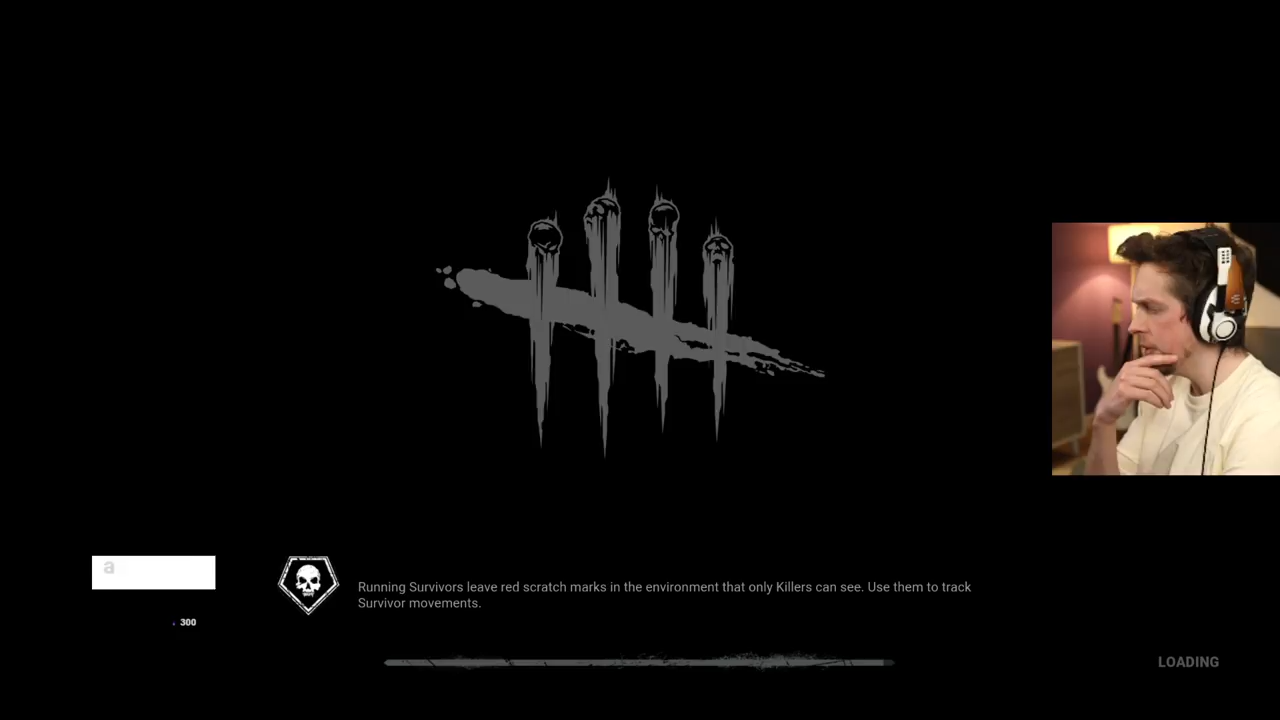 a
Running Survivors leave red scratch marks in the environment that only Killers can see. Use them to track
Survivor movements.
300
LOADING